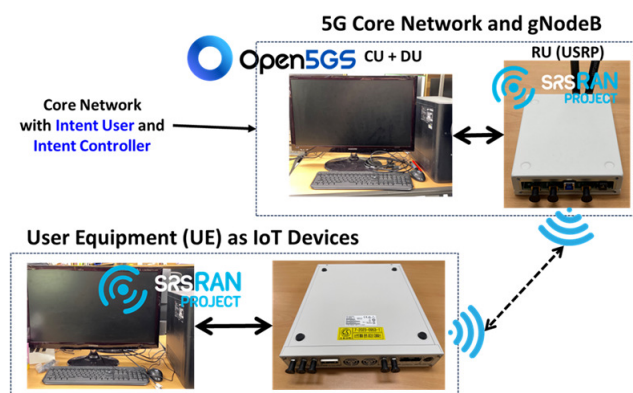 5G Core Network and gNodeB
Open5GS
CU + DU
RU (USRP)
SRSRAN
PROJECT
Core Network
with Intent User and
Intent Controller
User Equipment (UE) as IoT Devices
SRSRAN
PROJECT